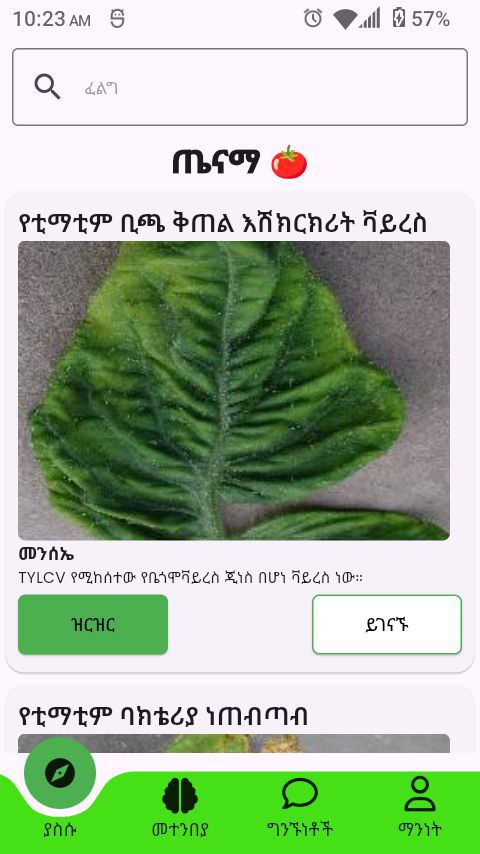 10:23 AM 57%
ፈልግ
ጤናማ 🍅
የቲማቲም ቢጫ ቅጠል እሽክርክሪት ቫይረስ
መንሰኤ
TYLCV የሚከሰተው የቤጎሞቫይረስ ጂነስ በሆነ ቫይረስ ነው።
ዝርዝር ይገናኙ
የቲማቲም ባክቴሪያ ነጠብጣብ
ያስሱ መተንበያ ግንኙነቶች ማንነት